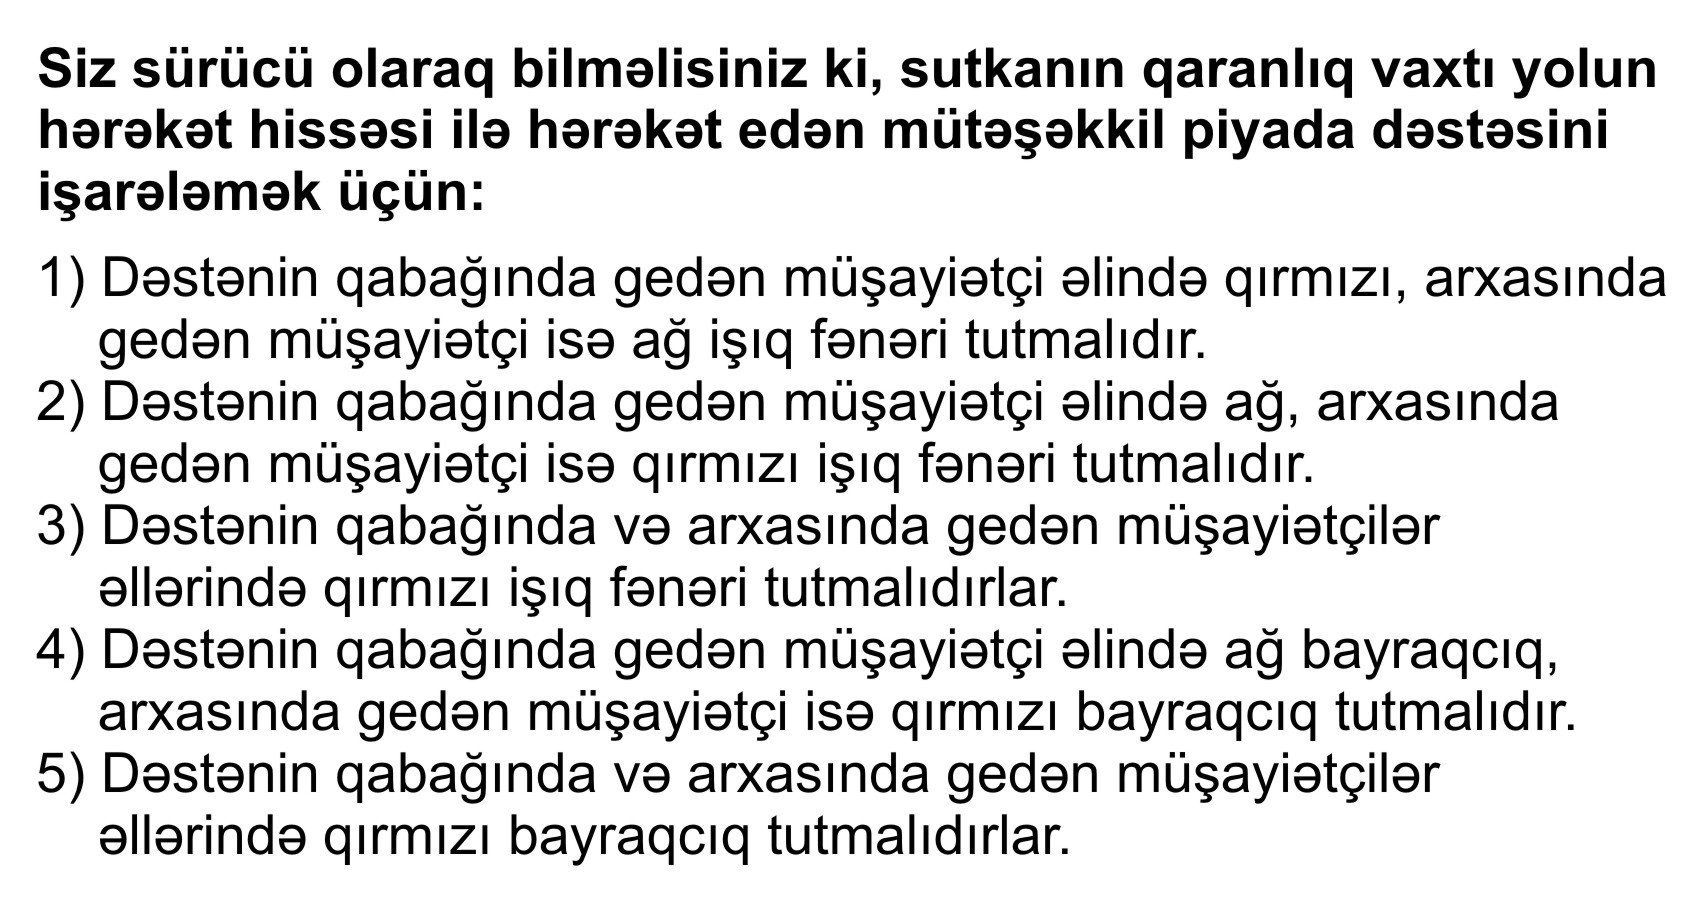 Siz sürücü olaraq bilməlisiniz ki, sutkanın qaranlıq vaxtı yolun
hərəkət hissəsi ilə hərəkət edən mütəşəkkil piyada dəstəsini
işarələmək üçün:
1) Dəstənin qabağında gedən müşayiətçi əlində qırmızı, arxasında
gedən müşayiətçi isə ağ işıq fənəri tutmalıdır.
2) Dəstənin qabağında gedən müşayiətçi əlində ağ, arxasında
gedən müşayiətçi isə qırmızı işıq fənəri tutmalıdır.
3) Dəstənin qabağında və arxasında gedən müşayiətçilər
əllərində qırmızı işıq fənəri tutmalıdırlar.
4) Dəstənin qabağında gedən müşayiətçi əlində ağ bayraqcıq,
arxasında gedən müşayiətçi isə qırmızı bayraqcıq tutmalıdır.
5) Dəstənin qabağında və arxasında gedən müşayiətçilər
əllərində qırmızı bayraqcıq tutmalıdırlar.